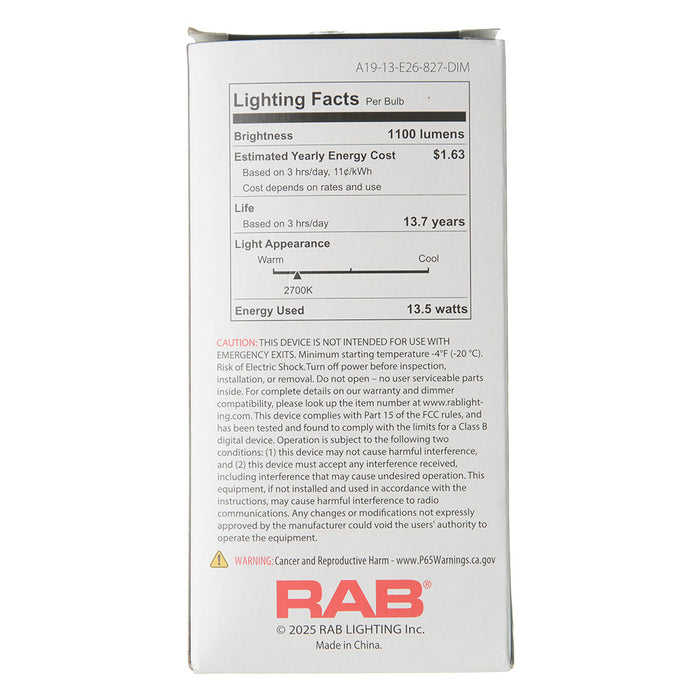 A19-13-E26-827-DIM
Lighting Facts Per Bulb
Brightness 1100 lumens
Estimated Yearly Energy Cost $1.63
Based on 3 hrs/day, 11¢/kWh
Cost depends on rates and use
Life
Based on 3 hrs/day 13.7 years
Light Appearance
Warm Cool
2700K
Energy Used 13.5 watts
CAUTION: THIS DEVICE IS NOT INTENDED FOR USE WITH
EMERGENCY EXITS. Minimum starting temperature -4°F (-20 °C).
Risk of Electric Shock.Turn off power before inspection,
installation, or removal. Do not open – no user serviceable parts
inside. For complete details on our warranty and dimmer
compatibility, please look up the item number at www.rablight-
ing.com. This device complies with Part 15 of the FCC rules, and
has been tested and found to comply with the limits for a Class B
digital device. Operation is subject to the following two
conditions: (1) this device may not cause harmful interference,
and (2) this device must accept any interference received,
including interference that may cause undesired operation. This
equipment, if not installed and used in accordance with the
instructions, may cause harmful interference to radio
communications. Any changes or modifications not expressly
approved by the manufacturer could void the users' authority to
operate the equipment.
WARNING: Cancer and Reproductive Harm - www.P65Warnings.ca.gov
RAB®
© 2025 RAB LIGHTING Inc.
Made in China.